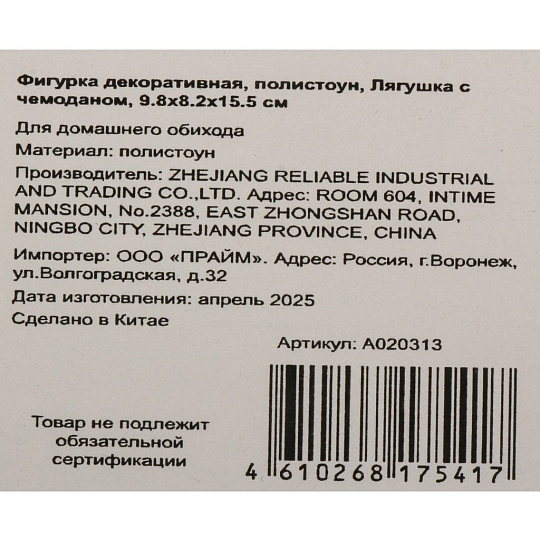 Фигурка декоративная, полистоун, Лягушка с
чемоданом, 9.8х8.2х15.5 см
Для домашнего обихода
Материал: полистоун
Производитель: ZHEJIANG RELIABLE INDUSTRIAL
AND TRADING CO.,LTD. Адрес: ROOM 604, INTIME
MANSION, No.2388, EAST ZHONGSHAN ROAD,
NINGBO CITY, ZHEJIANG PROVINCE, CHINA
Импортер: ООО «ПРАЙМ». Адрес: Россия, г.Воронеж,
ул.Волгоградская, д.32
Дата изготовления: апрель 2025
Сделано в Китае
Артикул: A020313
Товар не подлежит
обязательной
сертификации
4 610268 175417